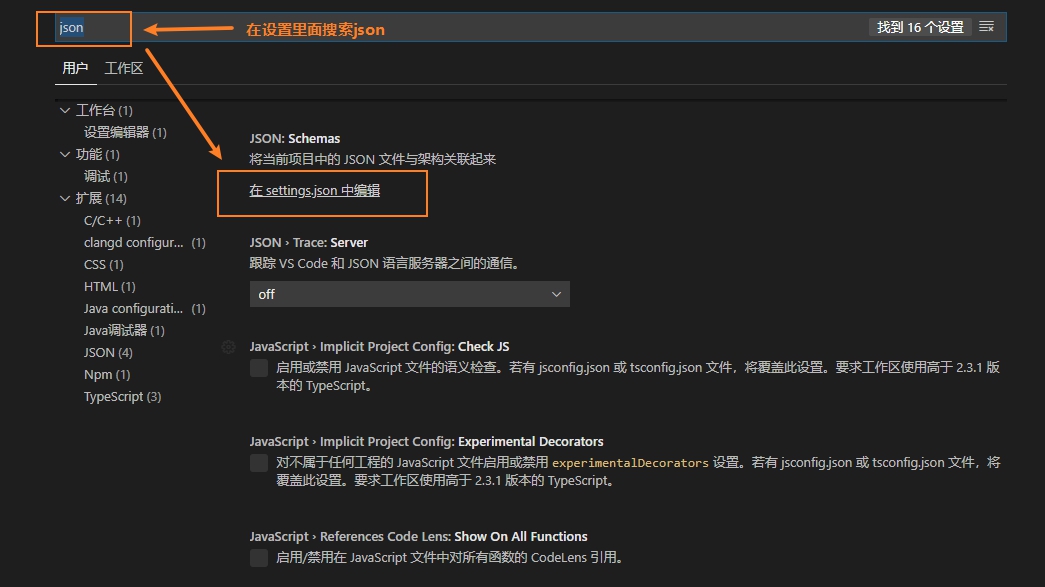 json
在设置里面搜索json
找到 16 个设置
用户 工作区
工作台 (1)
设置编辑器 (1)
功能 (1)
调试 (1)
扩展 (14)
C/C++ (1)
clangd configur... (1)
CSS (1)
HTML (1)
Java configurati... (1)
Java调试器 (1)
JSON (4)
Npm (1)
TypeScript (3)
JSON: Schemas
将当前项目中的 JSON 文件与架构关联起来
在 settings.json 中编辑
JSON › Trace: Server
跟踪 VS Code 和 JSON 语言服务器之间的通信。
off
JavaScript › Implicit Project Config: Check JS
启用或禁用 JavaScript 文件的语义检查。若有 jsconfig.json 或 tsconfig.json 文件，将覆盖此设置。要求工作区使用高于 2.3.1 版
本的 TypeScript。
JavaScript › Implicit Project Config: Experimental Decorators
对不属于任何工程的 JavaScript 文件启用或禁用 experimentalDecorators 设置。若有 jsconfig.json 或 tsconfig.json 文件，将
覆盖此设置。要求工作区使用高于 2.3.1 版本的 TypeScript。
JavaScript › References Code Lens: Show On All Functions
启用/禁用在 JavaScript 文件中对所有函数的 CodeLens 引用。